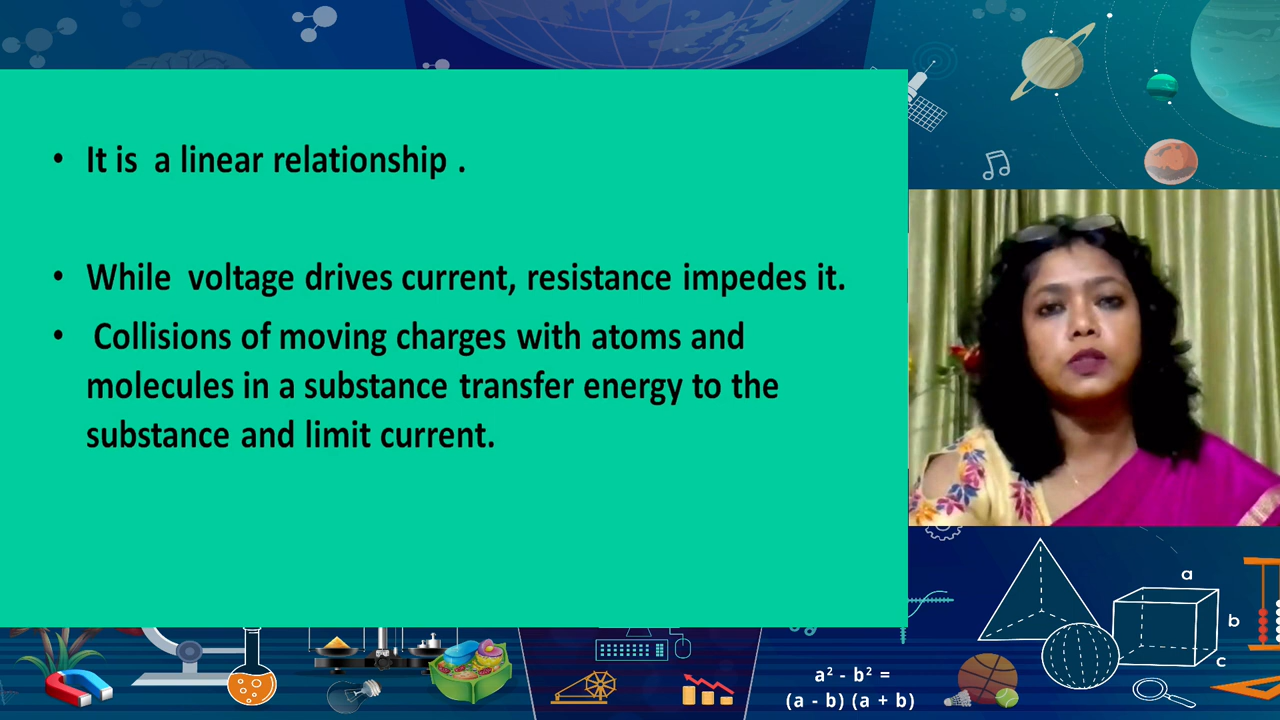 • It is a linear relationship .
• While voltage drives current, resistance impedes it.
• Collisions of moving charges with atoms and
molecules in a substance transfer energy to the
substance and limit current.
a
b
c
a² - b² =
(a - b) (a + b)